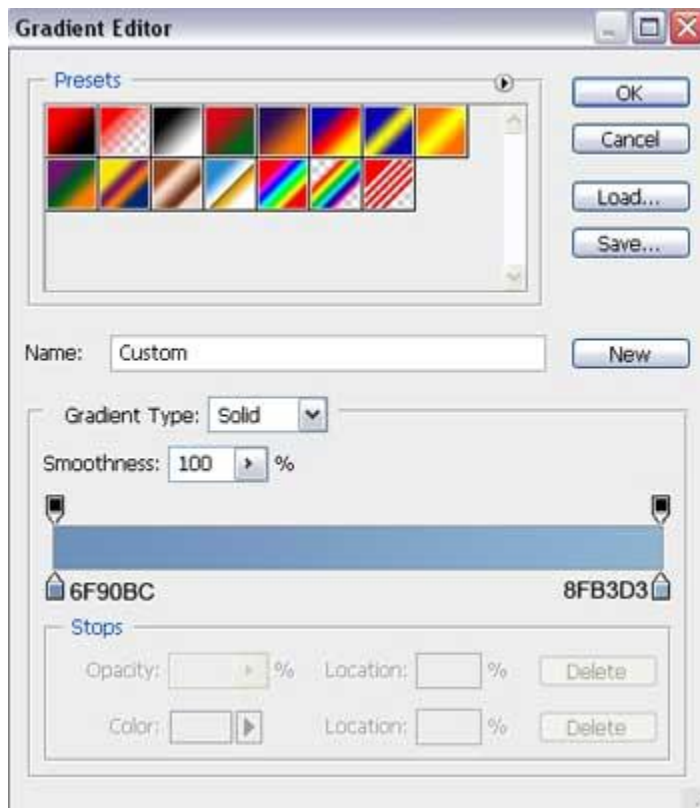 Gradient Editor
Presets
OK
Cancel
Load...
Save...
Name: Custom
New
Gradient Type: Solid
Smoothness: 100 %
6F90BC 8FB3D3
Stops
Opacity: % Location: % Delete
Color: Location: % Delete